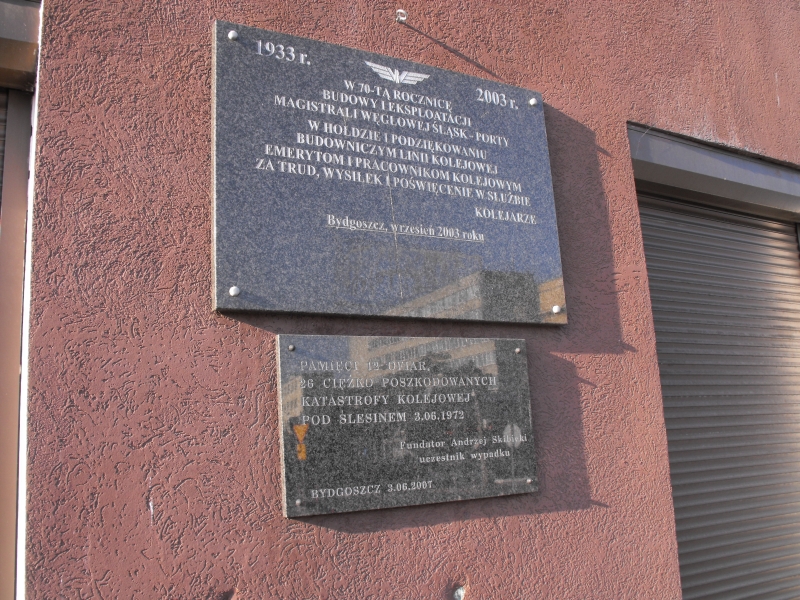 1933 r.
2003 r.
W 70-TĄ ROCZNICĘ
BUDOWY I EKSPLOATACJI
MAGISTRALI WĘGLOWEJ ŚLĄSK - PORTY
W HOŁDZIE I PODZIĘKOWANIU
BUDOWNICZYM LINII KOLEJOWEJ
EMERYTOM I PRACOWNIKOM KOLEJOWYM
ZA TRUD, WYSIŁEK I POŚWIĘCENIE W SŁUŻBIE
KOLEJARZE
Bydgoszcz, wrzesień 2003 roku
PAMIĘCI 12 OFIAR,
26 CIĘŻKO POSZKODOWANYCH
KATASTROFY KOLEJOWEJ
POD ŚLESINEM 3.06.1972
Fundator Andrzej Skibicki
uczestnik wypadku
BYDGOSZCZ 3.06.2007